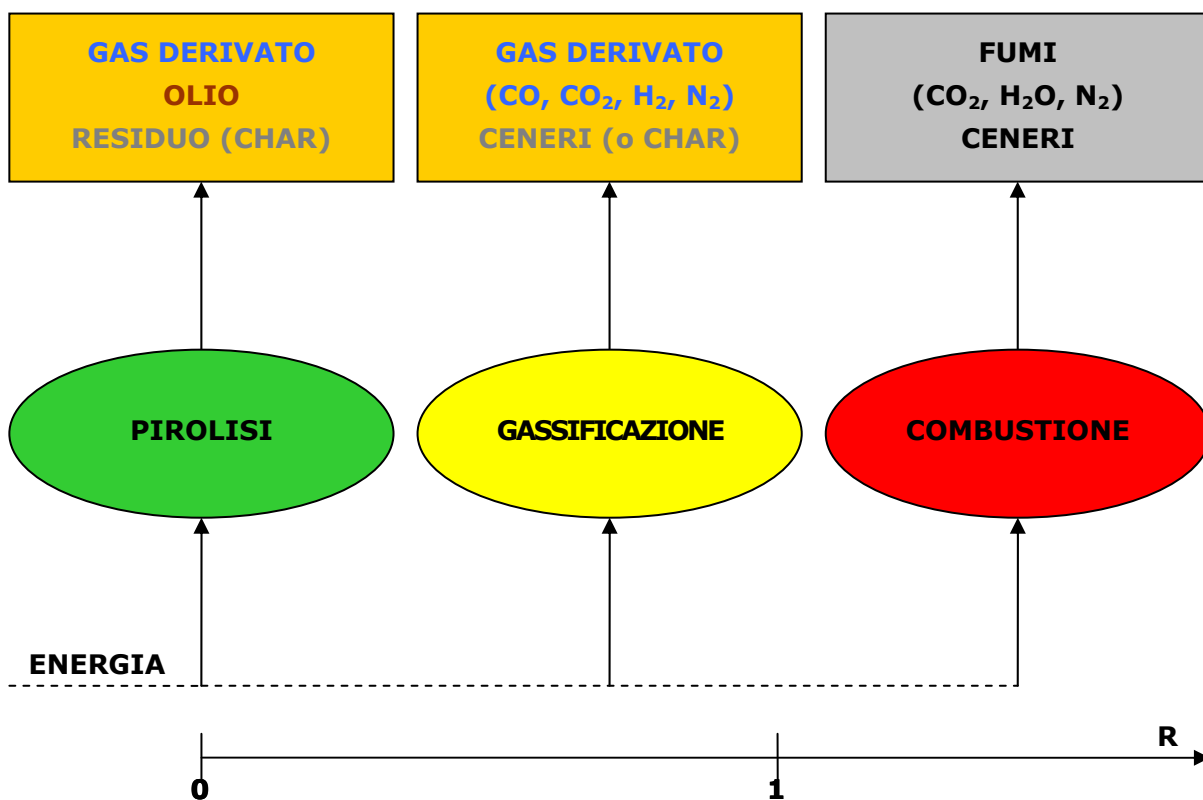 GAS DERIVATO
OLIO
RESIDUO (CHAR)
GAS DERIVATO
(CO, CO₂, H₂, N₂)
CENERI (o CHAR)
FUMI
(CO₂, H₂O, N₂)
CENERI
PIROLISI
GASSIFICAZIONE
COMBUSTIONE
ENERGIA
R
0
1